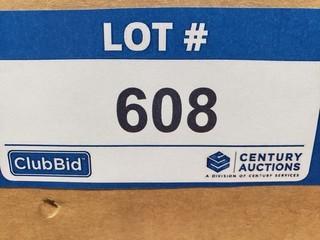 LOT #
608
ClubBid
CENTURY
AUCTIONS
A DIVISION OF CENTURY SERVICES